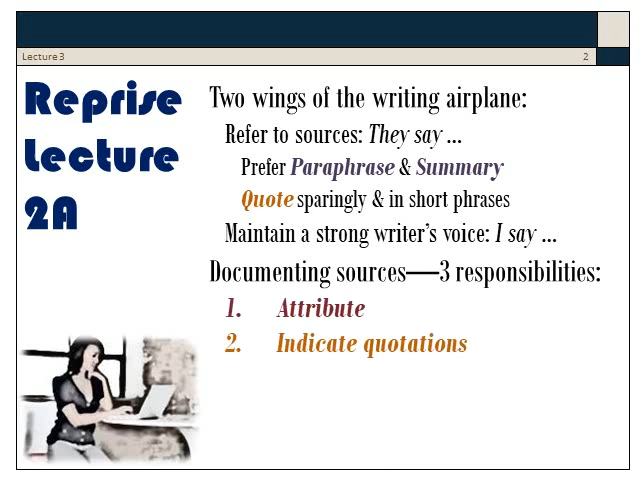 Lecture 3
2
Reprise
Lecture
2A
Two wings of the writing airplane:
Refer to sources: They say ...
Prefer Paraphrase & Summary
Quote sparingly & in short phrases
Maintain a strong writer's voice: I say ...
Documenting sources—3 responsibilities:
1. Attribute
2. Indicate quotations